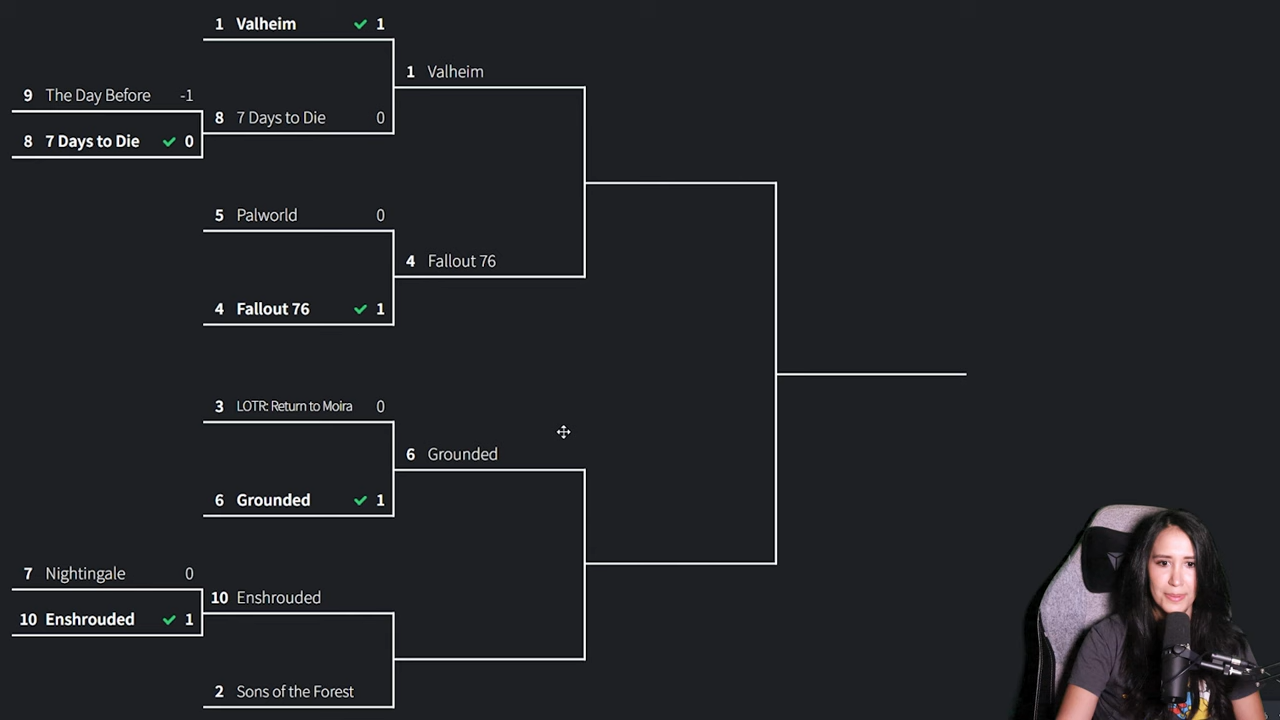 1 Valheim 1
1 Valheim
9 The Day Before -1
8 7 Days to Die 0
8 7 Days to Die 0
5 Palworld 0
4 Fallout 76
4 Fallout 76 1
3 LOTR: Return to Moira 0
6 Grounded
6 Grounded 1
7 Nightingale 0
10 Enshrouded
10 Enshrouded 1
2 Sons of the Forest